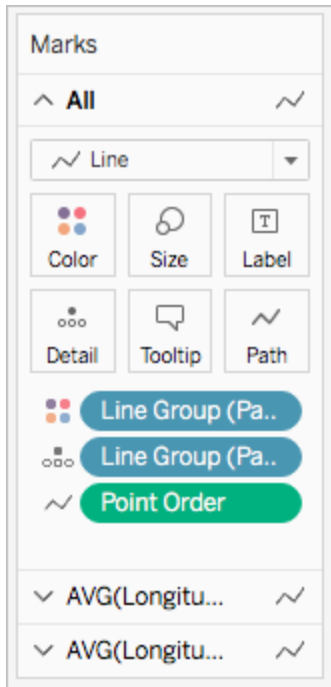 Marks
All
Line
Color Size Label
T
Detail Tooltip Path
Line Group (Pa..
Line Group (Pa..
Point Order
AVG(Longitu...
AVG(Longitu...